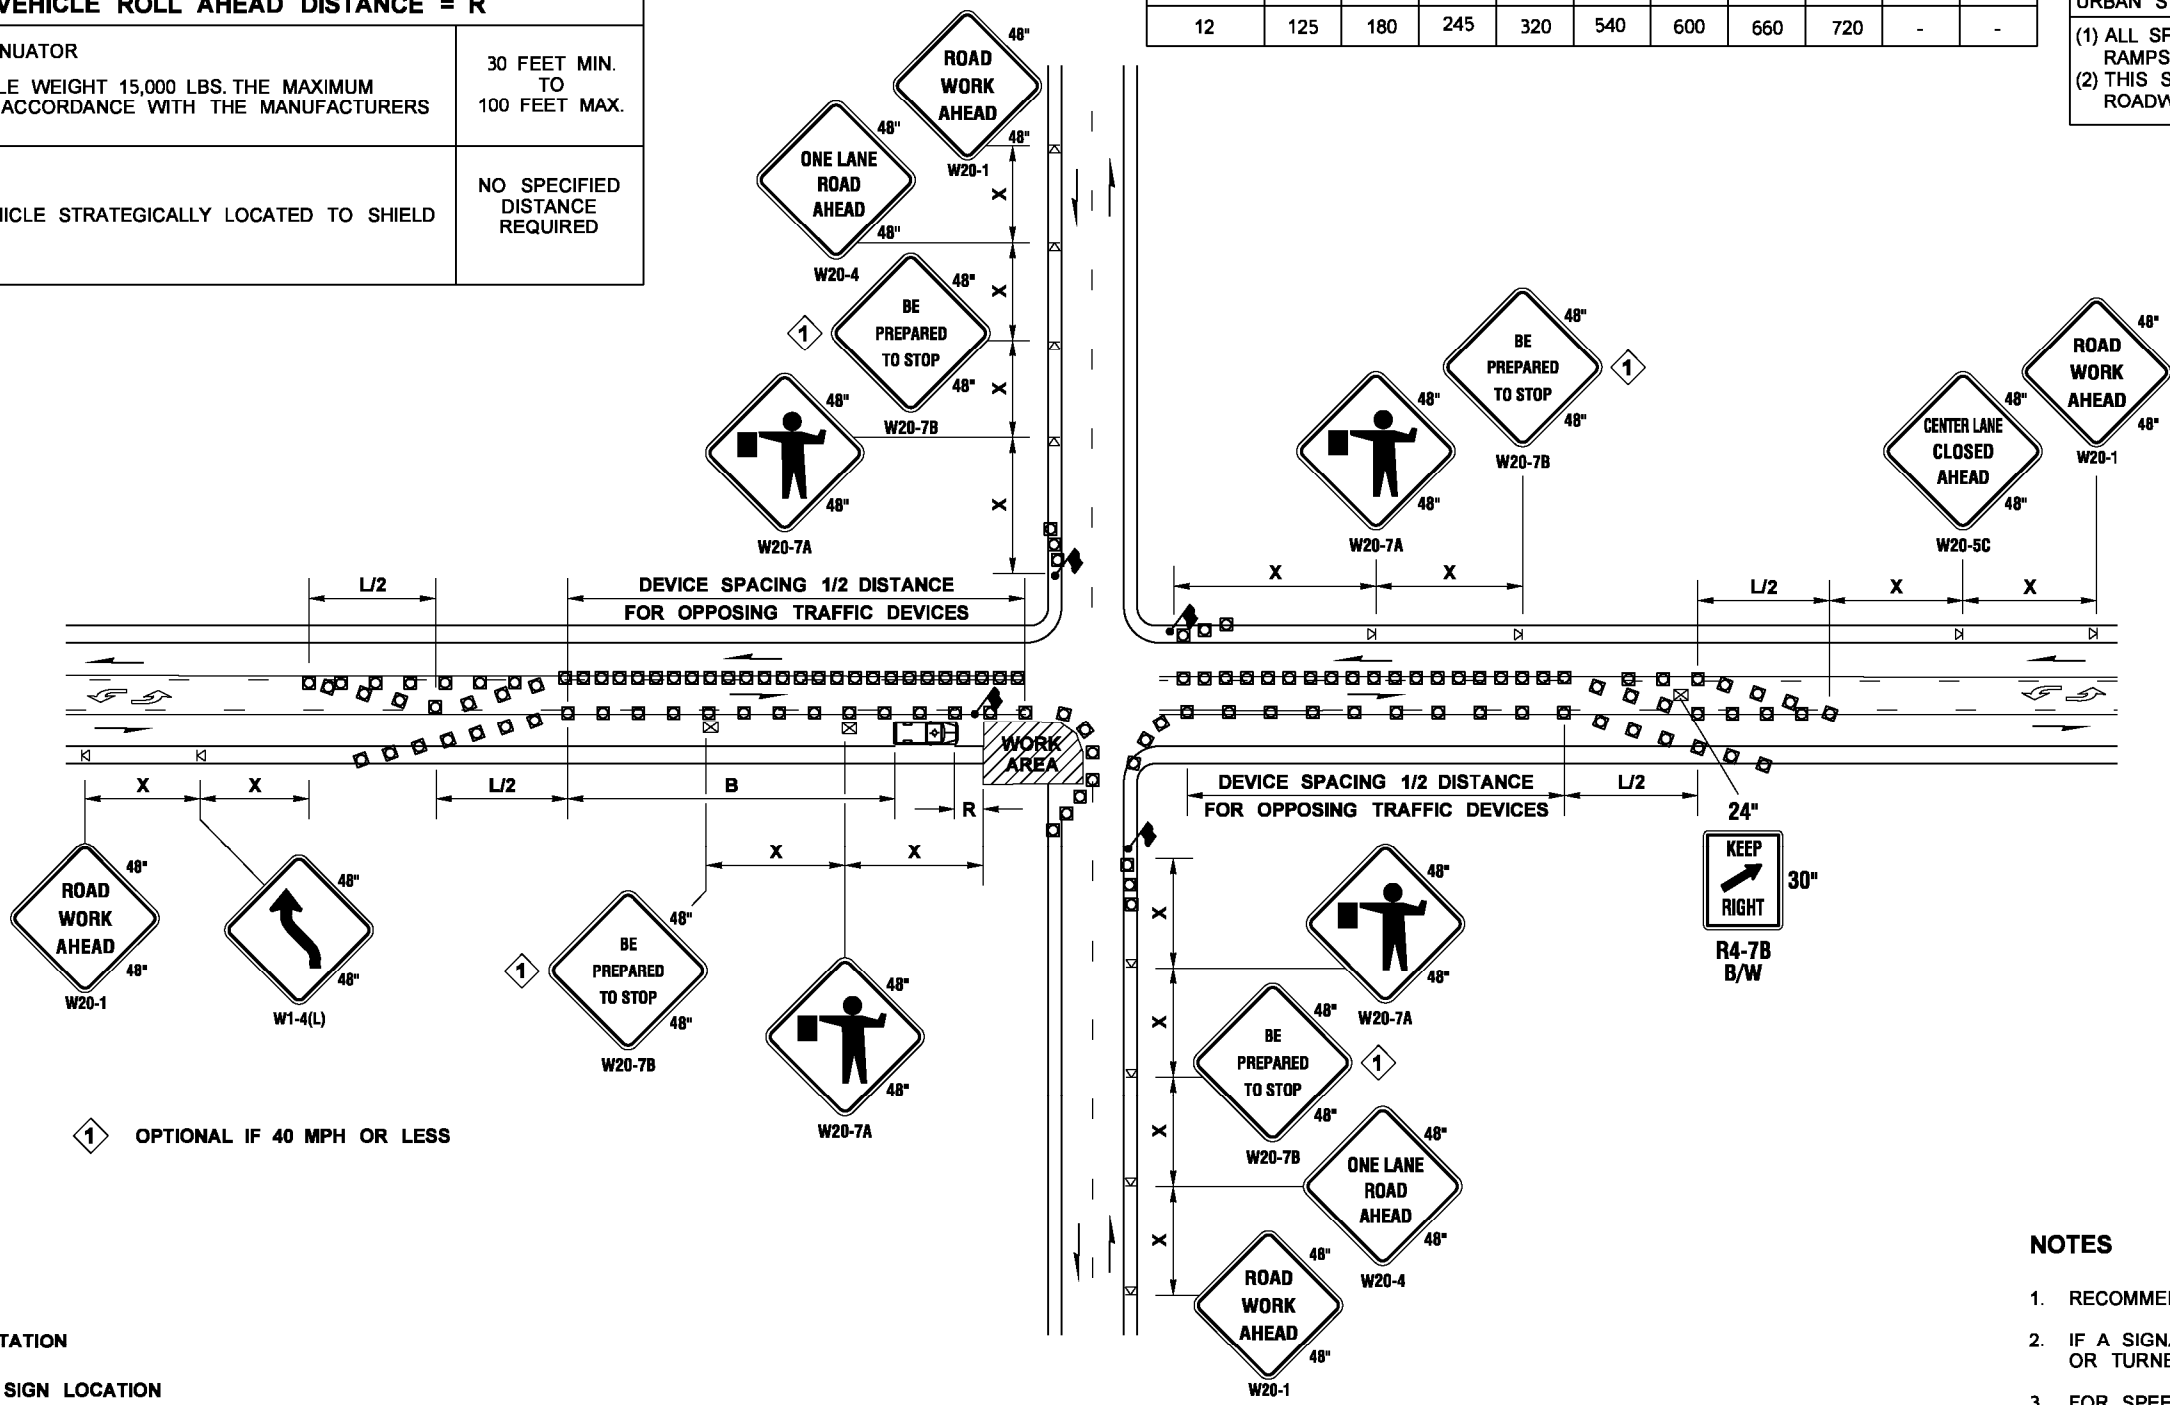 VEHICLE ROLL AHEAD DISTANCE = R
NUATOR
LE WEIGHT 15,000 LBS. THE MAXIMUM
ACCORDANCE WITH THE MANUFACTURERS
30 FEET MIN.
TO
100 FEET MAX.
HICLE STRATEGICALLY LOCATED TO SHIELD
NO SPECIFIED
DISTANCE
REQUIRED
12 125 180 245 320 540 600 660 720 - -
URBAN S
(1) ALL SP
RAMPS
(2) THIS S
ROADW
ROAD
WORK
AHEAD
48"
48"
W20-1
ONE LANE
ROAD
AHEAD
48"
48"
W20-4
BE
PREPARED
TO STOP
48"
48"
W20-7B
1
48"
48"
W20-7A
X
X
X
X
48"
48"
W20-7A
BE
PREPARED
TO STOP
48"
48"
W20-7B
1
CENTER LANE
CLOSED
AHEAD
48"
48"
W20-5C
ROAD
WORK
AHEAD
48"
48"
W20-1
L/2
DEVICE SPACING 1/2 DISTANCE
FOR OPPOSING TRAFFIC DEVICES
X
X
L/2
X
X
WORK
AREA
X
X
L/2
B
R
X
X
DEVICE SPACING 1/2 DISTANCE
FOR OPPOSING TRAFFIC DEVICES
L/2
24"
KEEP
RIGHT
30"
R4-7B
B/W
ROAD
WORK
AHEAD
48"
48"
W20-1
48"
48"
W1-4(L)
1
BE
PREPARED
TO STOP
48"
48"
W20-7B
48"
48"
W20-7A
1 OPTIONAL IF 40 MPH OR LESS
X
X
X
X
48"
48"
W20-7A
BE
PREPARED
TO STOP
48"
48"
W20-7B
1
ONE LANE
ROAD
AHEAD
48"
48"
W20-4
ROAD
WORK
AHEAD
48"
48"
W20-1
TATION
SIGN LOCATION
NOTES
1. RECOMME
2. IF A SIGN
OR TURNE
3. FOR SPEE